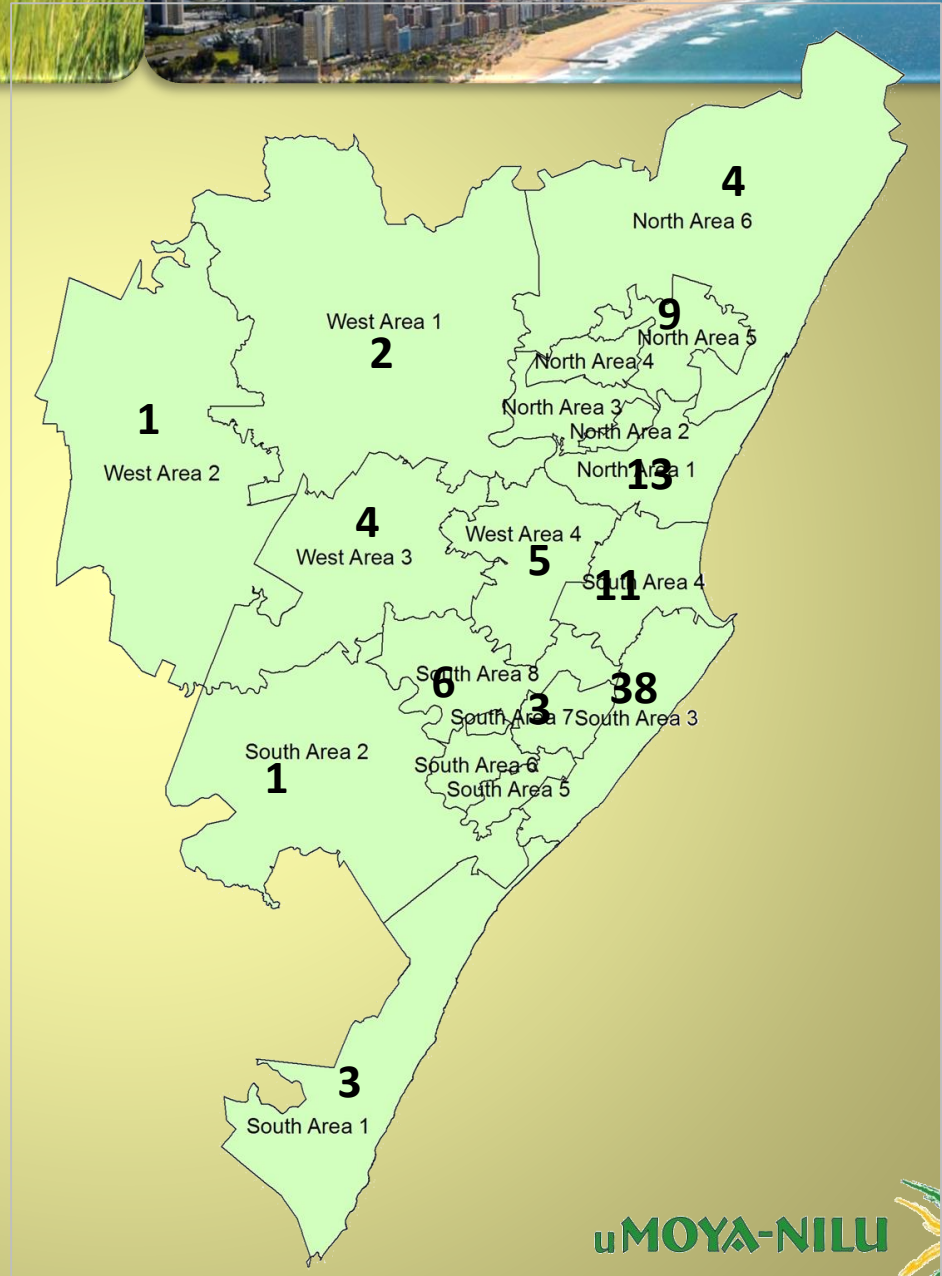 4
North Area 6
9
North Area 5
West Area 1
2
North Area 4
North Area 3
North Area 2
1
West Area 2
North Area 1
13
4
West Area 3
West Area 4
5
South Area 4
11
South Area 8
6
38
3
South Area 7
South Area 3
South Area 2
1
South Area 6
South Area 5
3
South Area 1
uMOYA-NILU